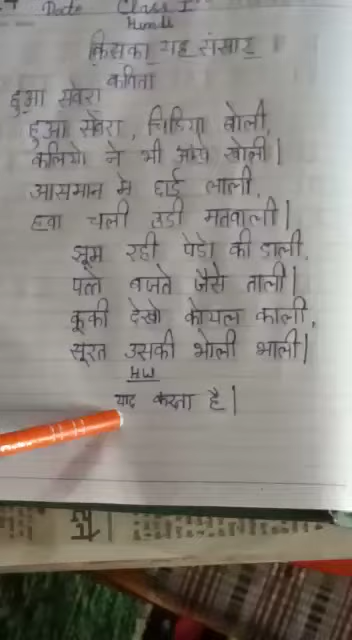 Date Class I
Hindi
किसका यह संसार
कविता
हुआ सवेरा
हुआ सवेरा, चिडिया बोली,
कलियो ने भी आंखे खोली।
आसमान मे छाई लाली,
हवा चली ठंडी मतवाली।
झूम रही पेडो की डाली,
पत्ते बजते जैसे ताली।
कूकी देखो कोयल काली,
सूरत उसकी भोली भाली।
HW
याद करना है।